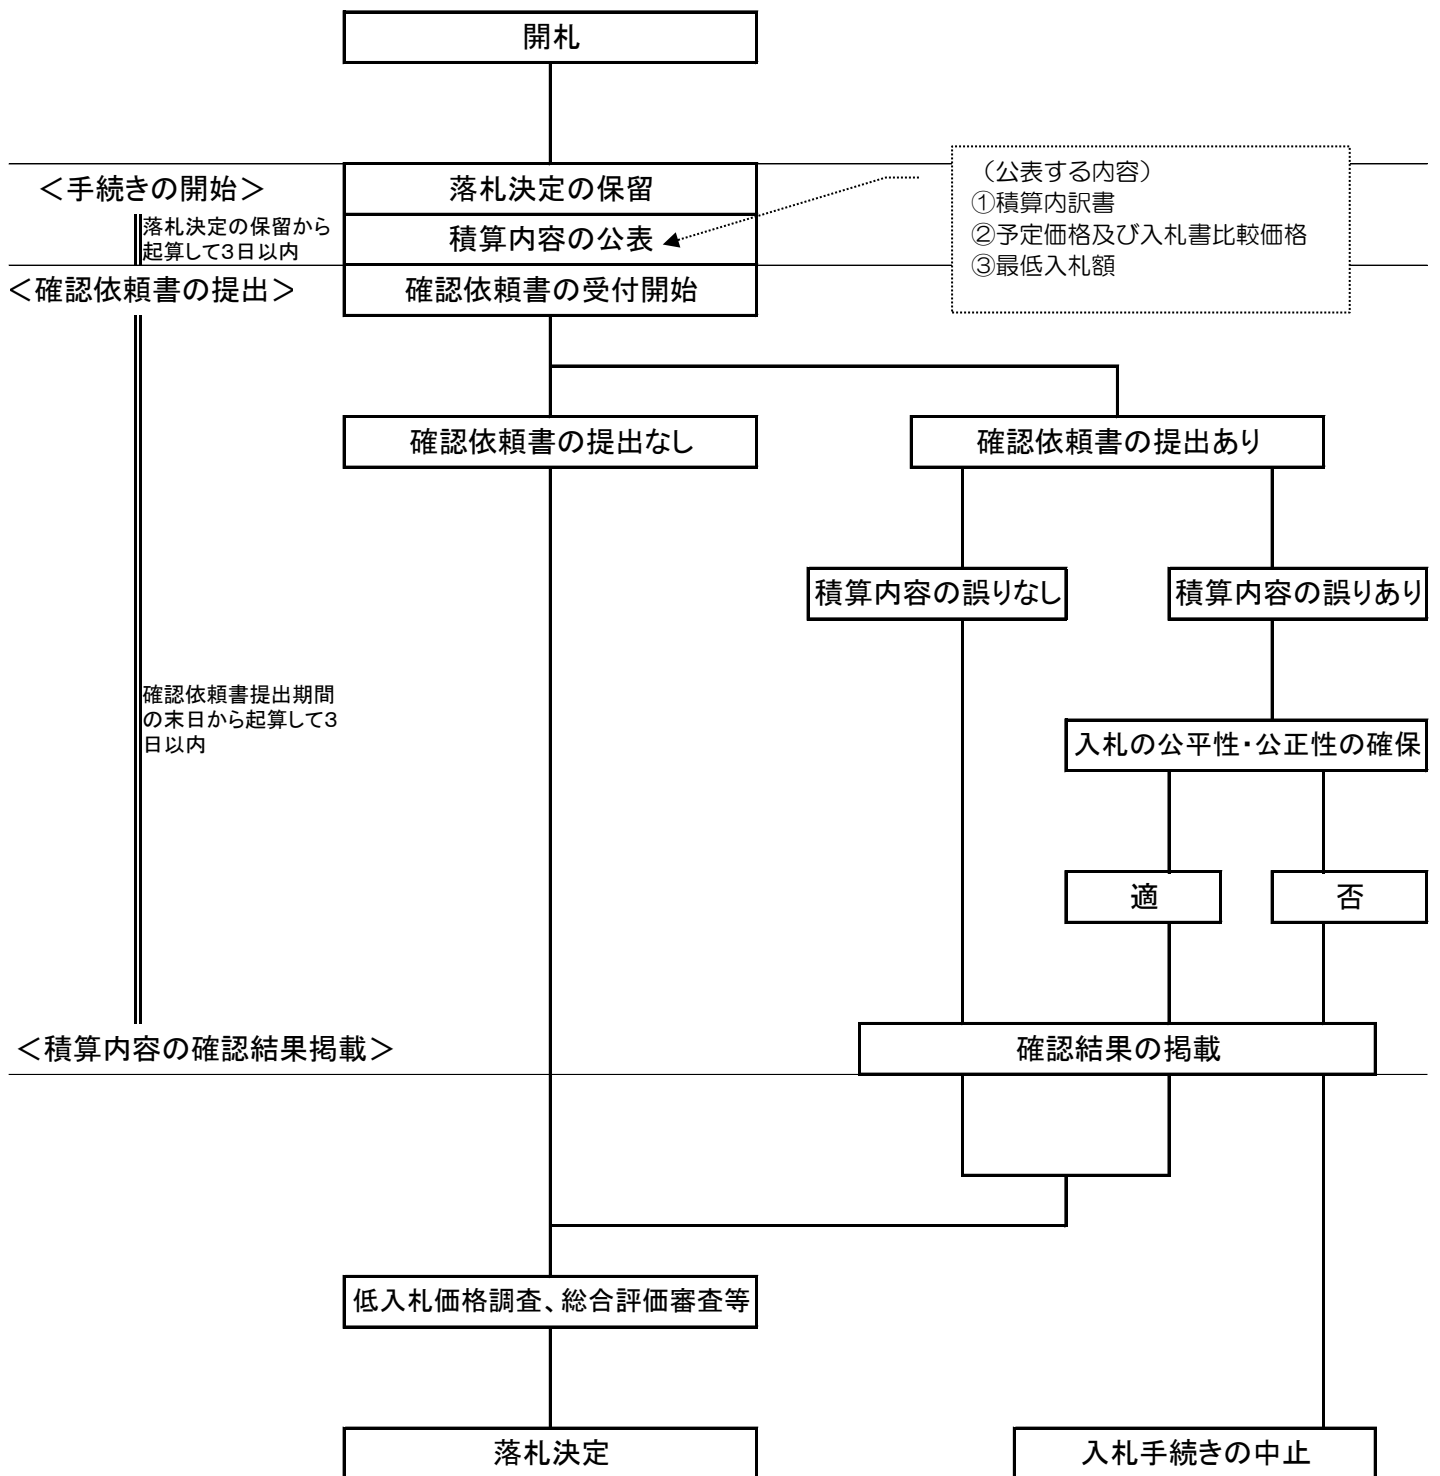 開札
＜手続きの開始＞
落札決定の保留
（公表する内容）
①積算内訳書
②予定価格及び入札書比較価格
③最低入札額
落札決定の保留から
起算して3日以内
積算内容の公表
＜確認依頼書の提出＞
確認依頼書の受付開始
確認依頼書の提出なし
確認依頼書の提出あり
積算内容の誤りなし
積算内容の誤りあり
確認依頼書提出期間
の末日から起算して3
日以内
入札の公平性・公正性の確保
適
否
＜積算内容の確認結果掲載＞
確認結果の掲載
低入札価格調査、総合評価審査等
落札決定
入札手続きの中止